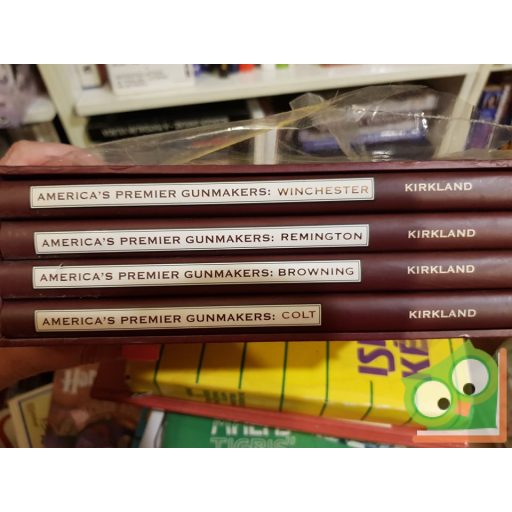 AMERICA'S PREMIER GUNMAKERS: WINCHESTER KIRKLAND
AMERICA'S PREMIER GUNMAKERS: REMINGTON KIRKLAND
AMERICA'S PREMIER GUNMAKERS: BROWNING KIRKLAND
AMERICA'S PREMIER GUNMAKERS: COLT KIRKLAND
TIGRIS